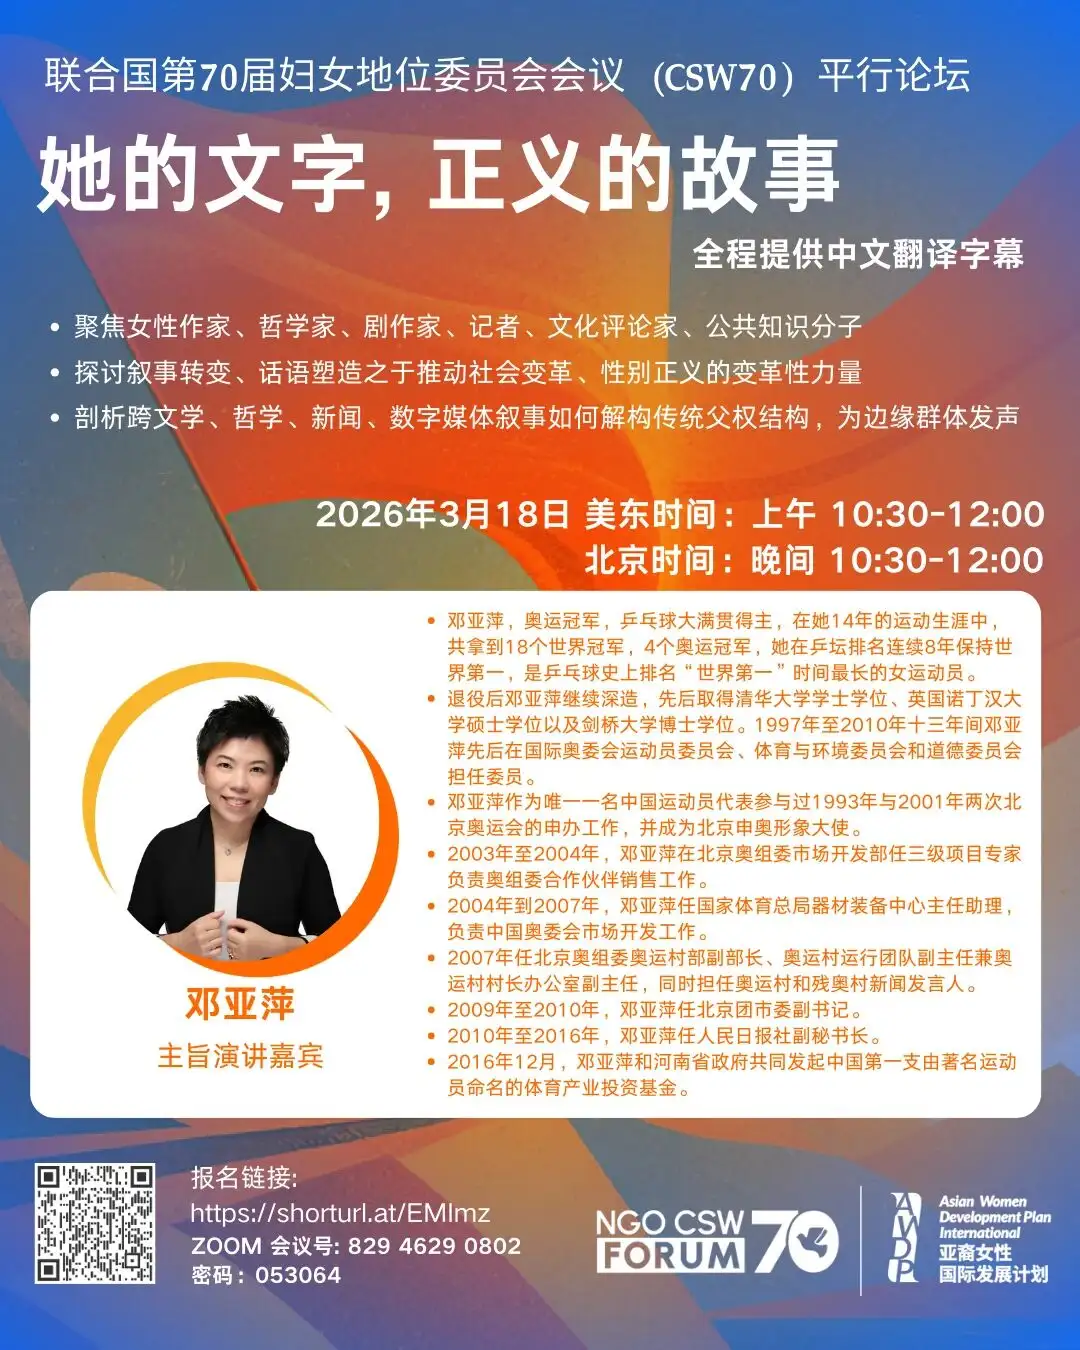 联合国第70届妇女地位委员会会议（CSW70）平行论坛
她的文字，正义的故事
全程提供中文翻译字幕
• 聚焦女性作家、哲学家、剧作家、记者、文化评论家、公共知识分子
• 探讨叙事转变、话语塑造之于推动社会变革、性别正义的变革性力量
• 剖析跨文学、哲学、新闻、数字媒体叙事如何解构传统父权结构，为边缘群体发声
2026年3月18日 美东时间：上午 10:30-12:00
北京时间：晚间 10:30-12:00
• 邓亚萍，奥运冠军，乒乓球大满贯得主，在她14年的运动生涯中，
共拿到18个世界冠军，4个奥运冠军，她在乒坛排名连续8年保持世
界第一，是乒乓球史上排名“世界第一”时间最长的女运动员。
• 退役后邓亚萍继续深造，先后取得清华大学学士学位、英国诺丁汉大
学硕士学位以及剑桥大学博士学位。1997年至2010年十三年间邓亚
萍先后在国际奥委会运动员委员会、体育与环境委员会和道德委员会
担任委员。
• 邓亚萍作为唯一一名中国运动员代表参与过1993年与2001年两次北
京奥运会的申办工作，并成为北京申奥形象大使。
• 2003年至2004年，邓亚萍在北京奥组委市场开发部任三级项目专家
负责奥组委合作伙伴销售工作。
• 2004年到2007年，邓亚萍任国家体育总局器材装备中心主任助理，
负责中国奥委会市场开发工作。
• 2007年任北京奥组委奥运村部副部长、奥运村运行团队副主任兼奥
运村村长办公室副主任，同时担任奥运村和残奥村新闻发言人。
• 2009年至2010年，邓亚萍任北京团市委副书记。
• 2010年至2016年，邓亚萍任人民日报社副秘书长。
• 2016年12月，邓亚萍和河南省政府共同发起中国第一支由著名运动
员命名的体育产业投资基金。
邓亚萍
主旨演讲嘉宾
报名链接:
https://shorturl.at/EMlmz
ZOOM 会议号: 829 4629 0802
密码：053064
NGO CSW
FORUM 70
AWDP
Asian Women
Development Plan
International
亚裔女性
国际发展计划